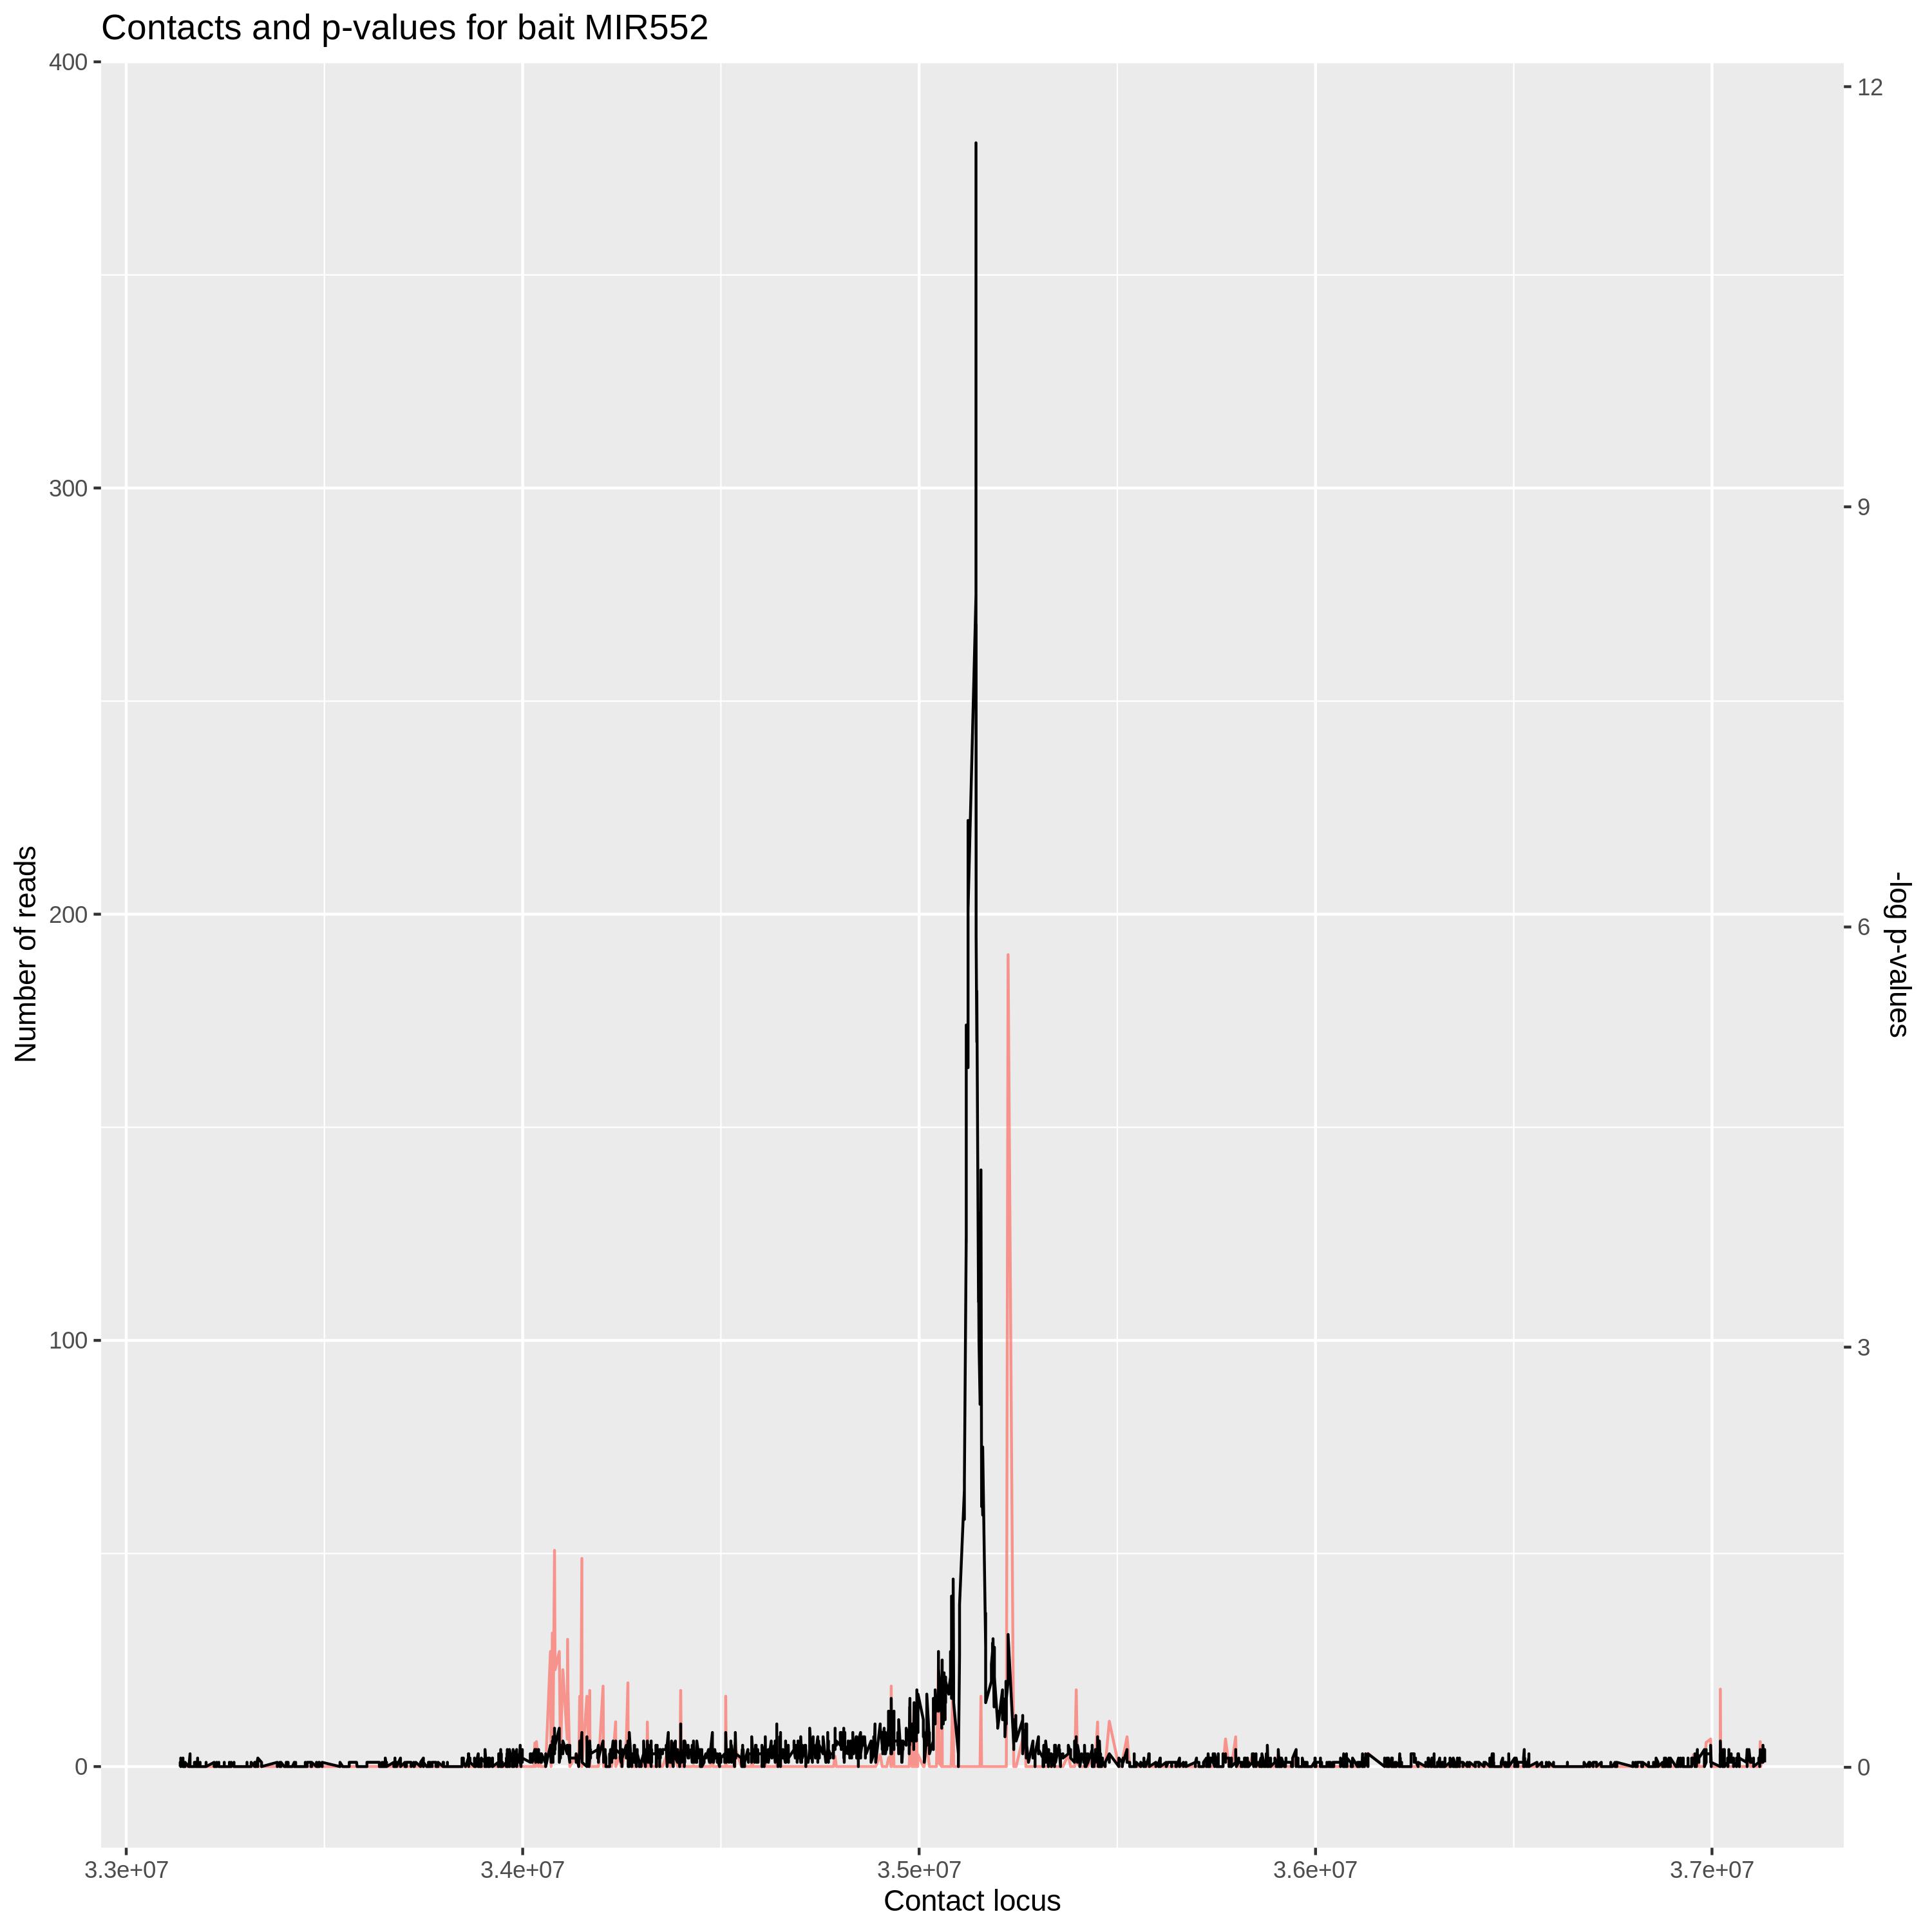 Contacts and p-values for bait MIR552
400
300
200
100
0
12
9
6
3
0
Number of reads
-log p-values
3.3e+07 3.4e+07 3.5e+07 3.6e+07 3.7e+07
Contact locus